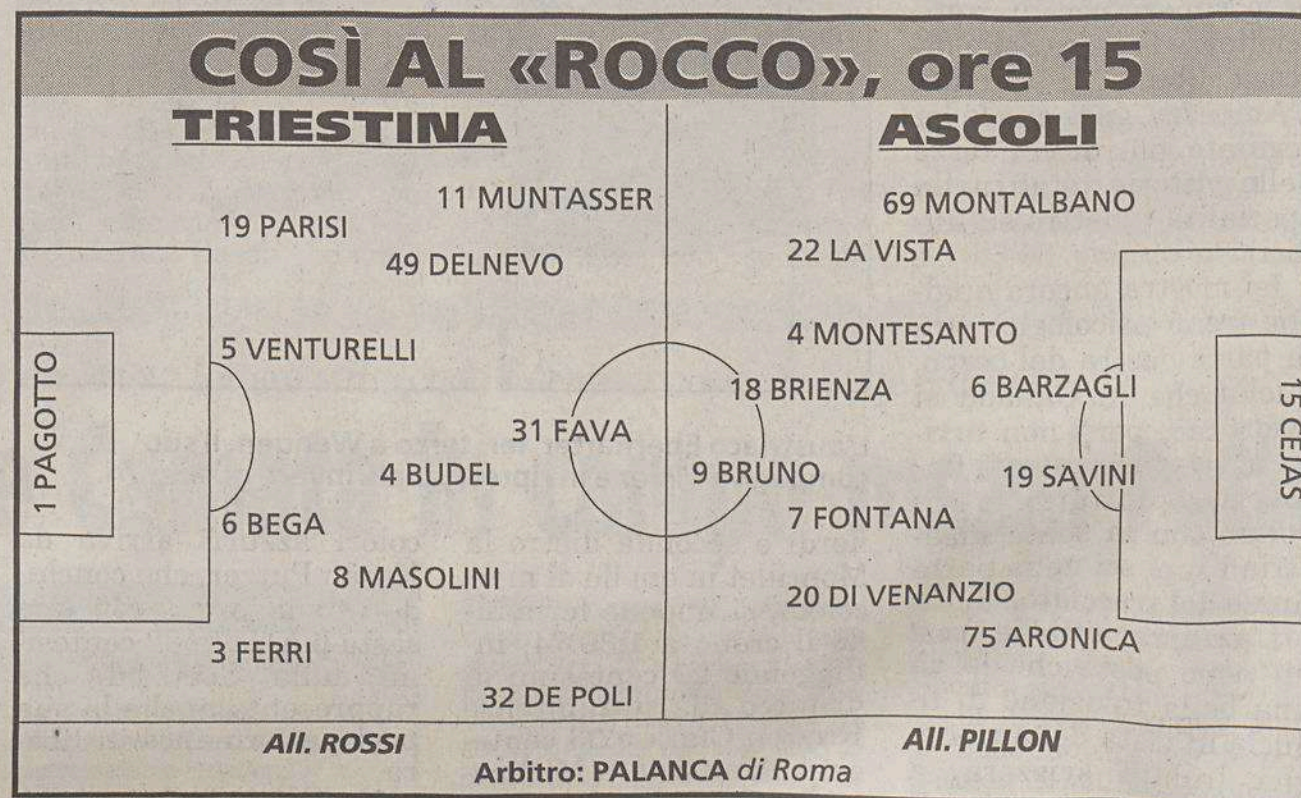 COSÌ AL «ROCCO», ore 15
TRIESTINA
ASCOLI
11 MUNTASSER
19 PARISI
49 DELNEVO
5 VENTURELLI
1 PAGOTTO
31 FAVA
4 BUDEL
6 BEGA
8 MASOLINI
3 FERRI
32 DE POLI
69 MONTALBANO
22 LA VISTA
4 MONTESANTO
18 BRIENZA
6 BARZAGLI
15 CEJAS
9 BRUNO
19 SAVINI
7 FONTANA
20 DI VENANZIO
75 ARONICA
All. ROSSI
All. PILLON
Arbitro: PALANCA di Roma